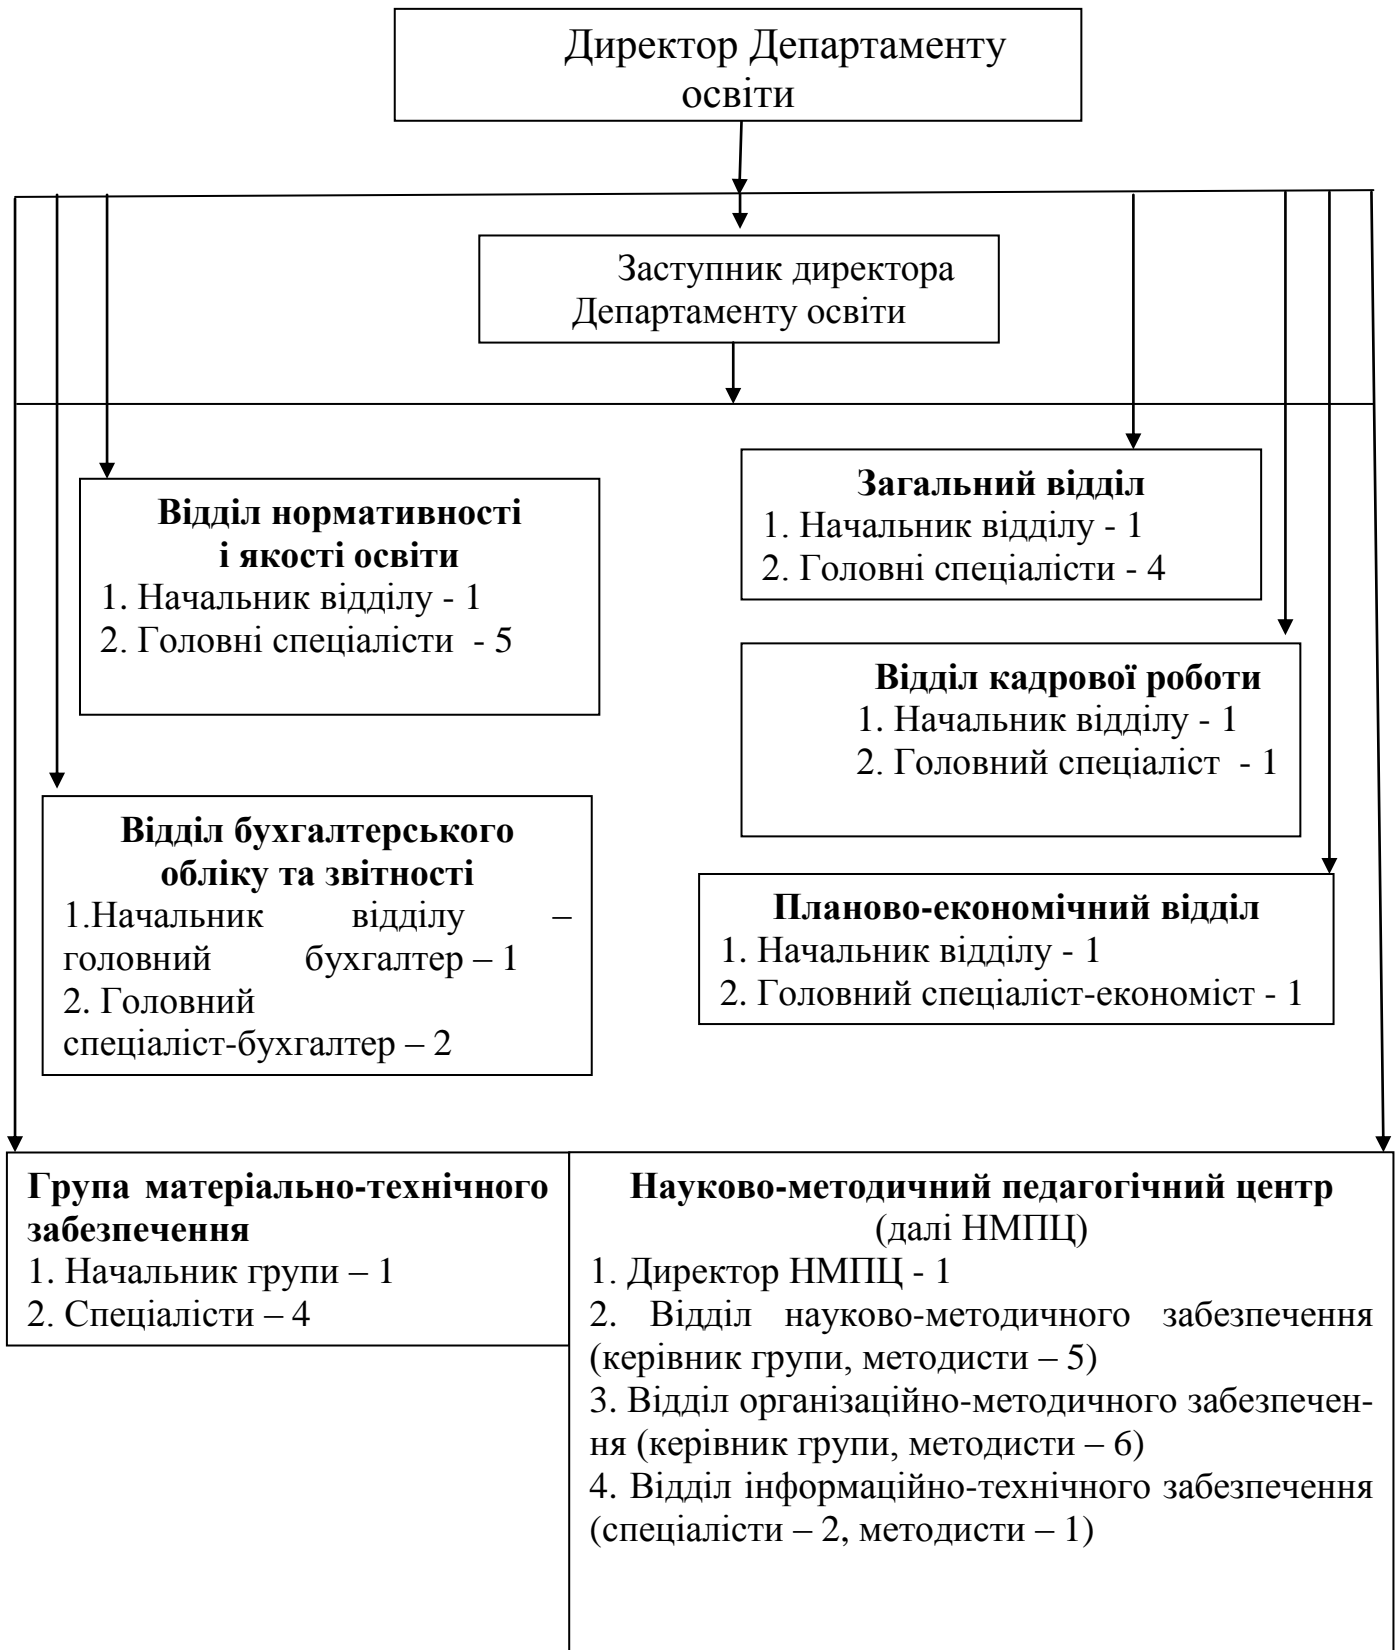 Директор Департаменту
освіти
Заступник директора
Департаменту освіти
Відділ нормативності
і якості освіти
1. Начальник відділу - 1
2. Головні спеціалісти - 5
Загальний відділ
1. Начальник відділу - 1
2. Головні спеціалісти - 4
Відділ кадрової роботи
1. Начальник відділу - 1
2. Головний спеціаліст - 1
Відділ бухгалтерського
обліку та звітності
1.Начальник відділу –
головний бухгалтер – 1
2. Головний
спеціаліст-бухгалтер – 2
Планово-економічний відділ
1. Начальник відділу - 1
2. Головний спеціаліст-економіст - 1
Група матеріально-технічного
забезпечення
1. Начальник групи – 1
2. Спеціалісти – 4
Науково-методичний педагогічний центр
(далі НМПЦ)
1. Директор НМПЦ - 1
2. Відділ науково-методичного забезпечення
(керівник групи, методисти – 5)
3. Відділ організаційно-методичного забезпечен-
ня (керівник групи, методисти – 6)
4. Відділ інформаційно-технічного забезпечення
(спеціалісти – 2, методисти – 1)